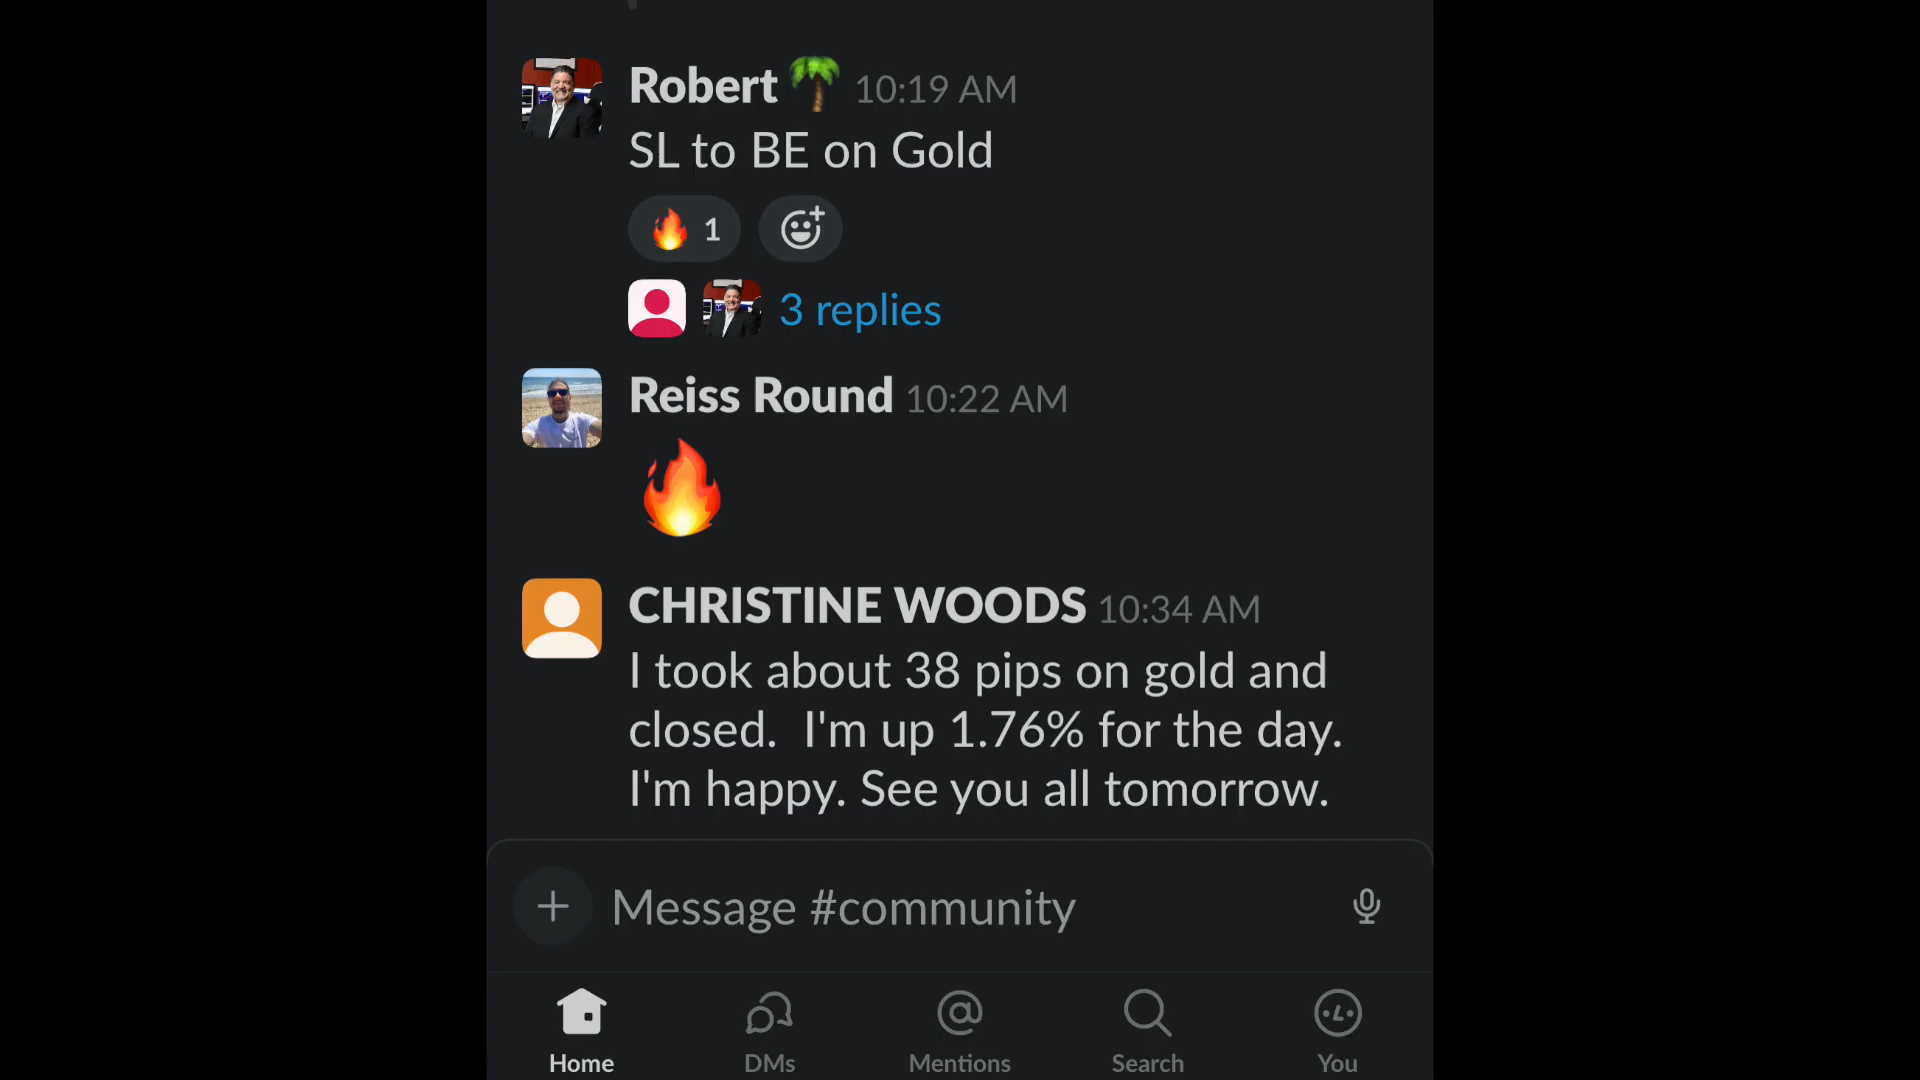 Robert🌴 10:19 AM
SL to BE on Gold
🔥 1
3 replies
Reiss Round 10:22 AM
🔥
CHRISTINE WOODS 10:34 AM
I took about 38 pips on gold and
closed.  I'm up 1.76% for the day.
I'm happy. See you all tomorrow.
Message #community
Home DMs Mentions Search You